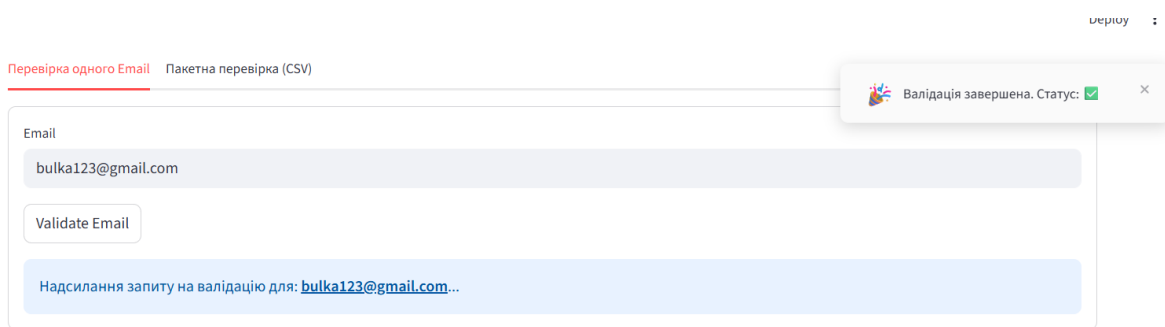 Deploy
Перевірка одного Email Пакетна перевірка (CSV)
Валідація завершена. Статус: ✅
Email
bulka123@gmail.com
Validate Email
Надсилання запиту на валідацію для: bulka123@gmail.com...